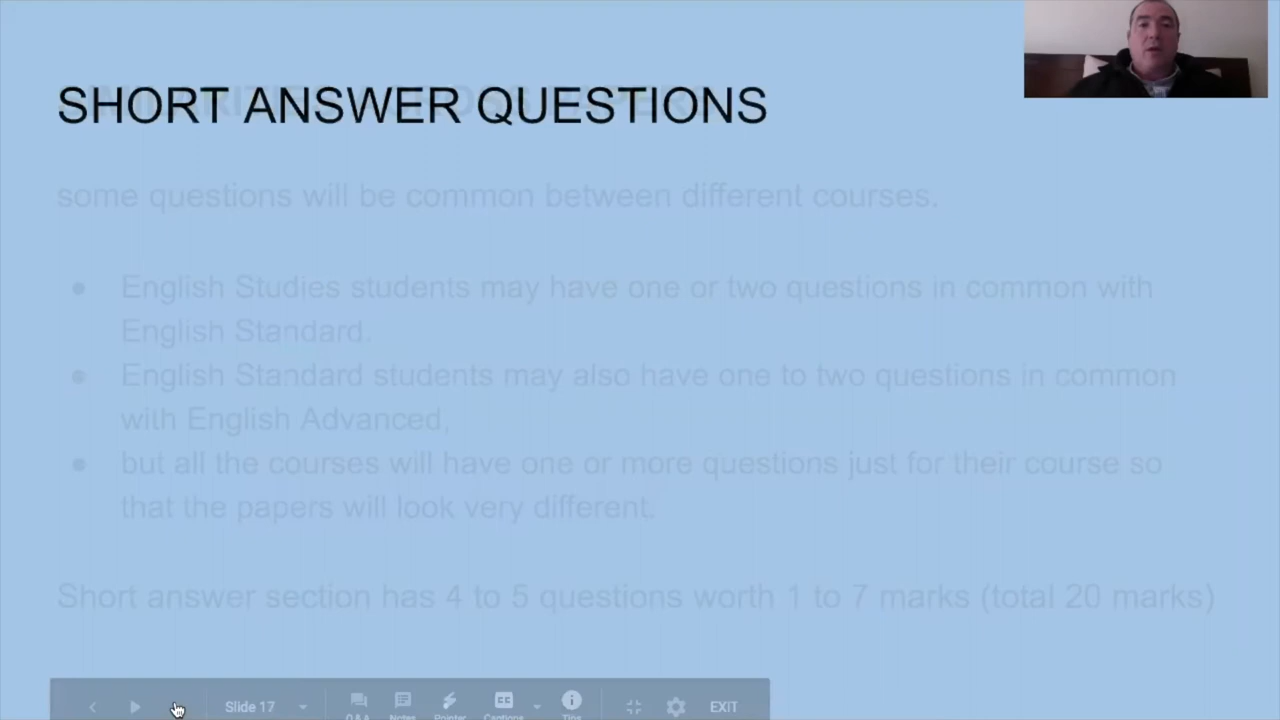 SHORT ANSWER QUESTIONS
some questions will be common between different courses.
● English Studies students may have one or two questions in common with
English Standard.
● English Standard students may also have one to two questions in common
with English Advanced,
● but all the courses will have one or more questions just for their course so
that the papers will look very different.
Short answer section has 4 to 5 questions worth 1 to 7 marks (total 20 marks)
Slide 17
Q&A Notes Pointer Captions Tips
EXIT